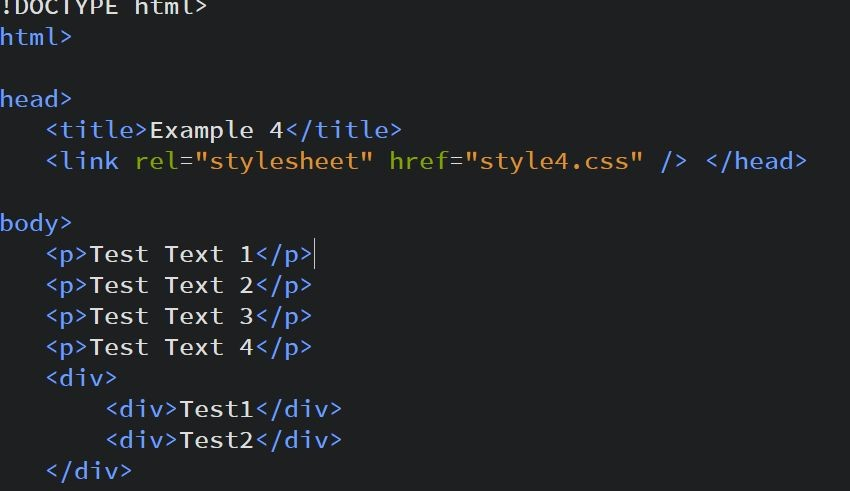 !DOCTYPE html>
html>
head>
<title>Example 4</title>
<link rel="stylesheet" href="style4.css" /> </head>
body>
<p>Test Text 1</p>
<p>Test Text 2</p>
<p>Test Text 3</p>
<p>Test Text 4</p>
<div>
<div>Test1</div>
<div>Test2</div>
</div>